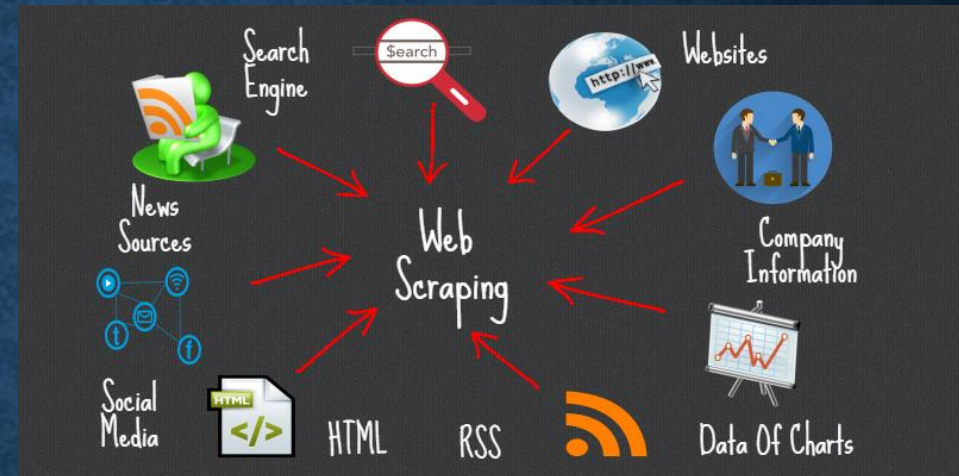 Search
Engine
$earch
http://www
Websites
News
Sources
Web
Scraping
Company
Information
Social
Media
HTML
</>
HTML
RSS
Data Of Charts
t
f